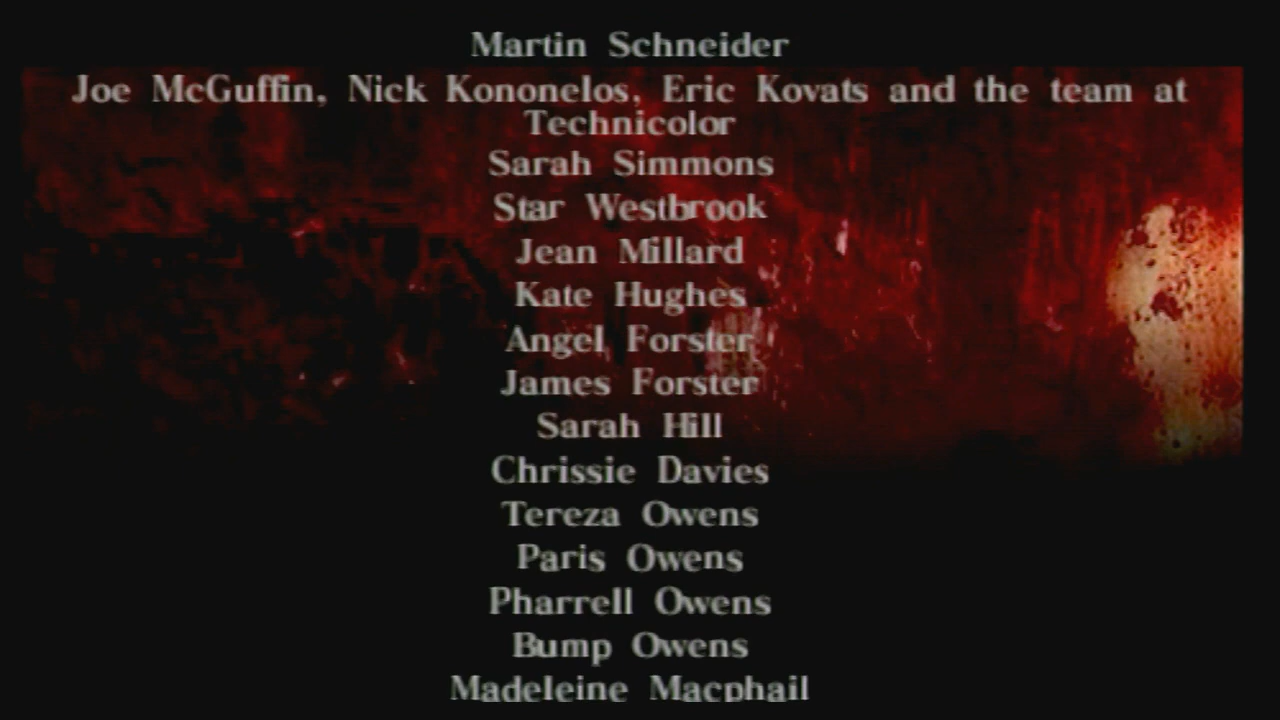 Martin Schneider
Joe McGuffin, Nick Kononelos, Eric Kovats and the team at
Technicolor
Sarah Simmons
Star Westbrook
Jean Millard
Kate Hughes
Angel Forster
James Forster
Sarah Hill
Chrissie Davies
Tereza Owens
Paris Owens
Pharrell Owens
Bump Owens
Madeleine Macphail